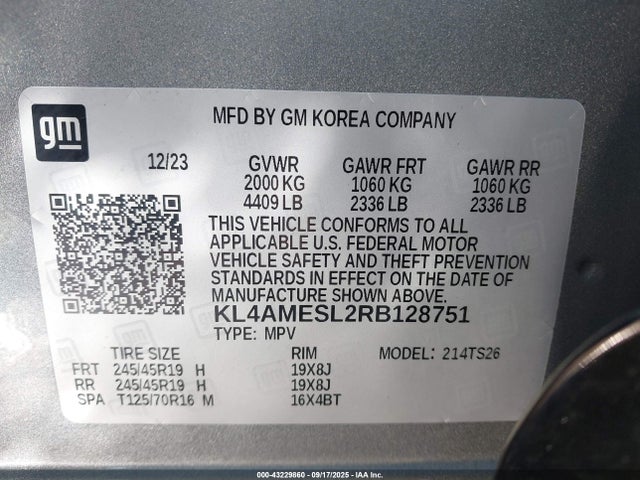 gm
MFD BY GM KOREA COMPANY
12/23 GVWR GAWR FRT GAWR RR
2000 KG 1060 KG 1060 KG
4409 LB 2336 LB 2336 LB
THIS VEHICLE CONFORMS TO ALL
APPLICABLE U.S. FEDERAL MOTOR
VEHICLE SAFETY AND THEFT PREVENTION
STANDARDS IN EFFECT ON THE DATE OF
MANUFACTURE SHOWN ABOVE.
KL4AMESL2RB128751
TYPE: MPV
TIRE SIZE RIM MODEL: 214TS26
FRT 245/45R19 H 19X8J
RR 245/45R19 H 19X8J
SPA T125/70R16 M 16X4BT
000-43229860 - 09/17/2025 - IAA Inc.